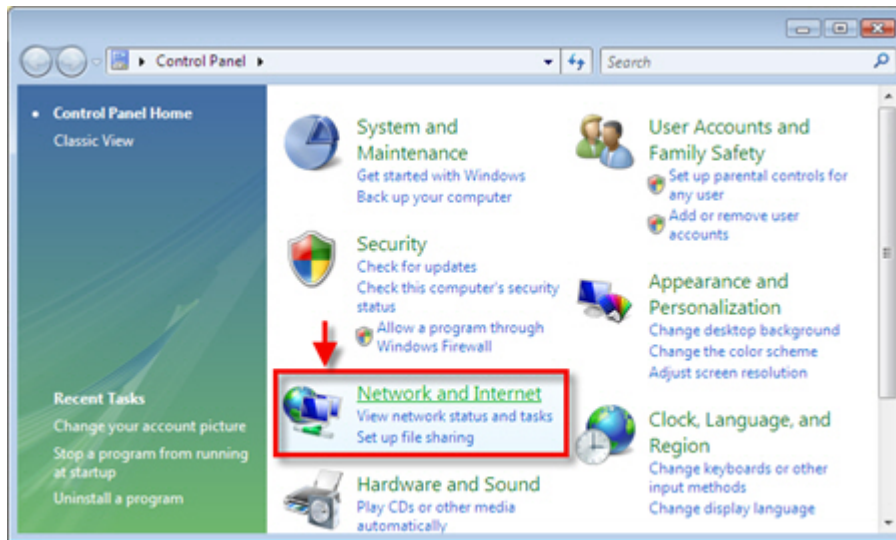 Control Panel
Search
Control Panel Home
Classic View
Recent Tasks
Change your account picture
Stop a program from running
at startup
Uninstall a program
System and
Maintenance
Get started with Windows
Back up your computer
Security
Check for updates
Check this computer's security
status
Allow a program through
Windows Firewall
Network and Internet
View network status and tasks
Set up file sharing
Hardware and Sound
Play CDs or other media
automatically
User Accounts and
Family Safety
Set up parental controls for
any user
Add or remove user
accounts
Appearance and
Personalization
Change desktop background
Change the color scheme
Adjust screen resolution
Clock, Language, and
Region
Change keyboards or other
input methods
Change display language